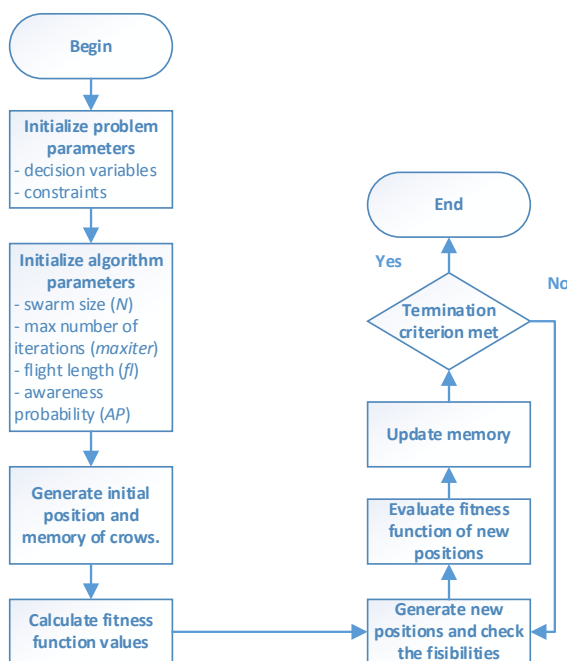 Begin
Initialize problem
parameters
- decision variables
- constraints
Initialize algorithm
parameters
- swarm size (N)
- max number of
iterations (maxiter)
- flight length (fl)
- awareness
probability (AP)
Generate initial
position and
memory of crows.
Calculate fitness
function values
Generate new
positions and check
the fisibilities
Evaluate fitness
function of new
positions
Update memory
Termination
criterion met
Yes
No
End